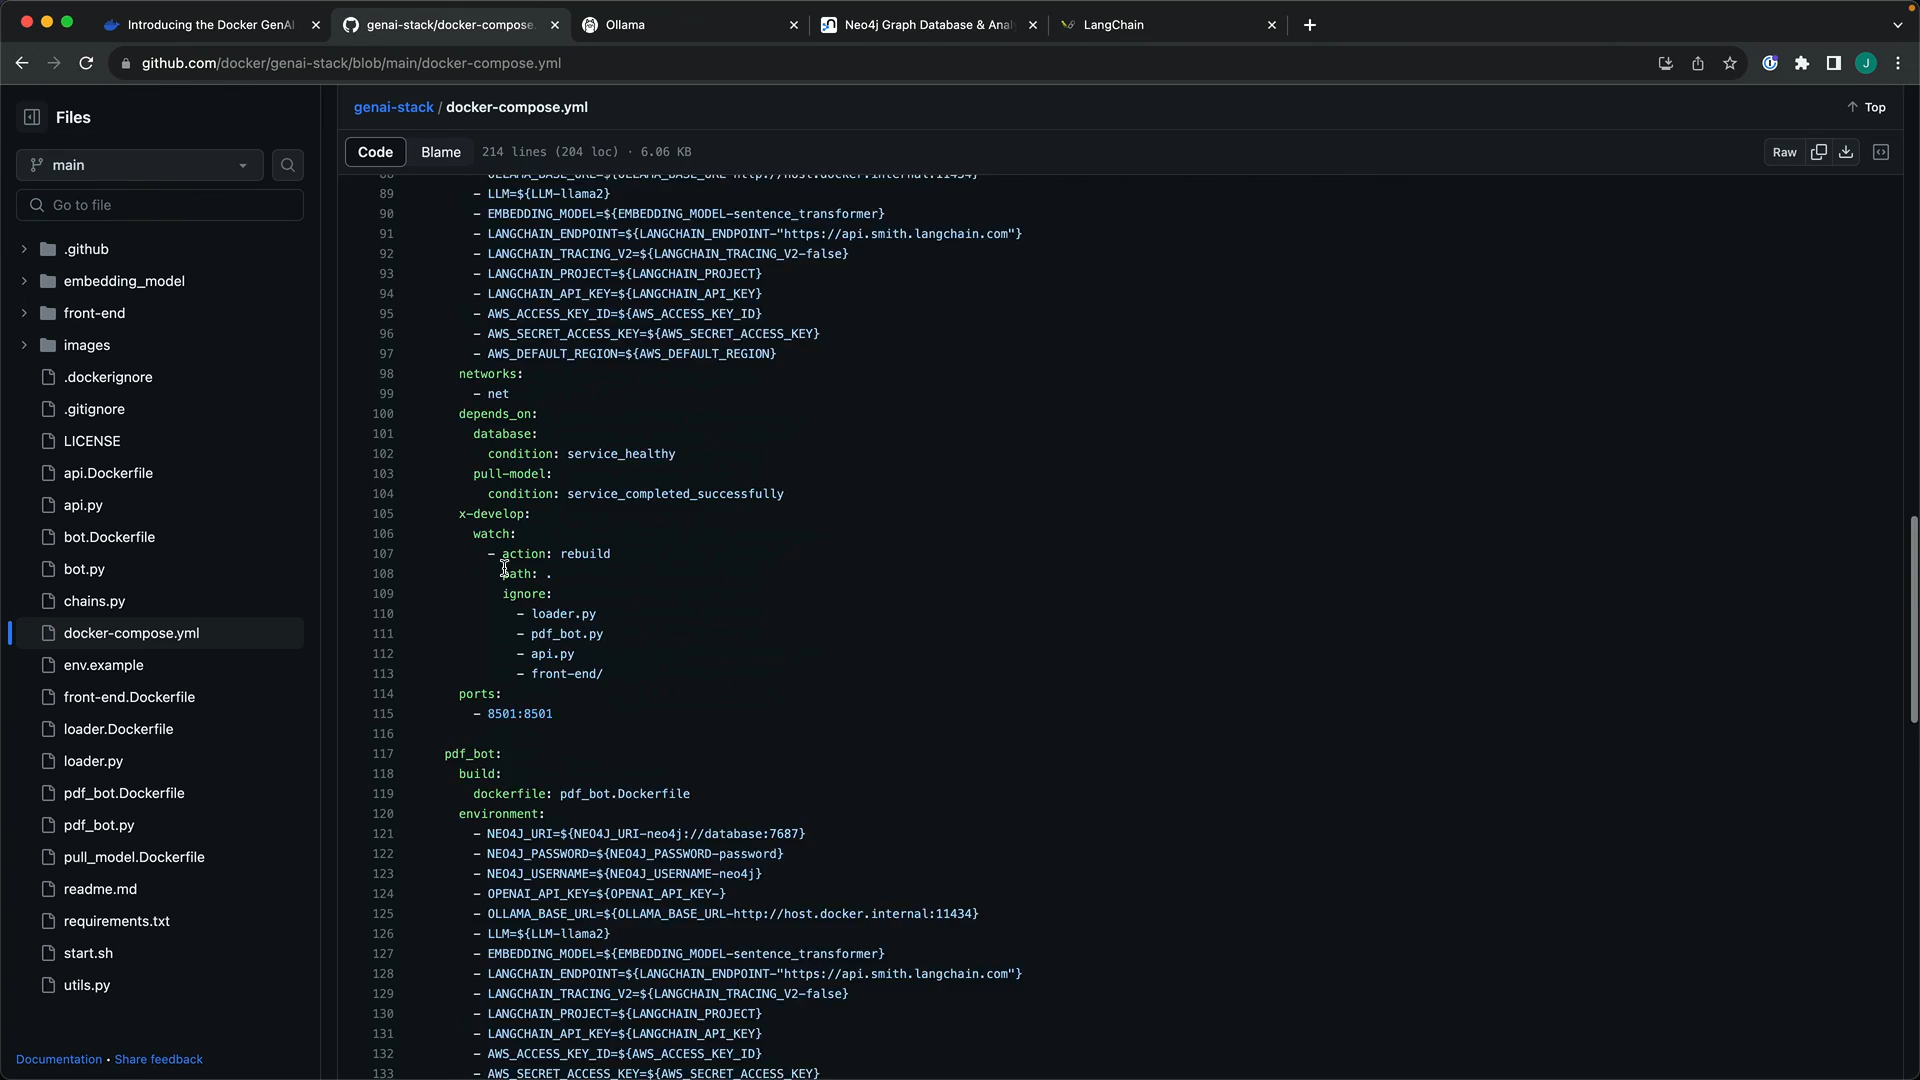 Introducing the Docker GenAI
genai-stack/docker-compose.
Ollama
Neo4j Graph Database & Ana
LangChain
github.com/docker/genai-stack/blob/main/docker-compose.yml
J
Files
main
Go to file
.github
embedding_model
front-end
images
.dockerignore
.gitignore
LICENSE
api.Dockerfile
api.py
bot.Dockerfile
bot.py
chains.py
docker-compose.yml
env.example
front-end.Dockerfile
loader.Dockerfile
loader.py
pdf_bot.Dockerfile
pdf_bot.py
pull_model.Dockerfile
readme.md
requirements.txt
start.sh
utils.py
Documentation • Share feedback
genai-stack / docker-compose.yml
Top
Code Blame 214 lines (204 loc) · 6.06 KB
Raw
88 - OLLAMA_BASE_URL=${OLLAMA_BASE_URL-http://host.docker.internal:11434}
89 - LLM=${LLM-llama2}
90 - EMBEDDING_MODEL=${EMBEDDING_MODEL-sentence_transformer}
91 - LANGCHAIN_ENDPOINT=${LANGCHAIN_ENDPOINT-"https://api.smith.langchain.com"}
92 - LANGCHAIN_TRACING_V2=${LANGCHAIN_TRACING_V2-false}
93 - LANGCHAIN_PROJECT=${LANGCHAIN_PROJECT}
94 - LANGCHAIN_API_KEY=${LANGCHAIN_API_KEY}
95 - AWS_ACCESS_KEY_ID=${AWS_ACCESS_KEY_ID}
96 - AWS_SECRET_ACCESS_KEY=${AWS_SECRET_ACCESS_KEY}
97 - AWS_DEFAULT_REGION=${AWS_DEFAULT_REGION}
98 networks:
99 - net
100 depends_on:
101 database:
102 condition: service_healthy
103 pull-model:
104 condition: service_completed_successfully
105 x-develop:
106 watch:
107 - action: rebuild
108 path: .
109 ignore:
110 - loader.py
111 - pdf_bot.py
112 - api.py
113 - front-end/
114 ports:
115 - 8501:8501
116
117 pdf_bot:
118 build:
119 dockerfile: pdf_bot.Dockerfile
120 environment:
121 - NEO4J_URI=${NEO4J_URI-neo4j://database:7687}
122 - NEO4J_PASSWORD=${NEO4J_PASSWORD-password}
123 - NEO4J_USERNAME=${NEO4J_USERNAME-neo4j}
124 - OPENAI_API_KEY=${OPENAI_API_KEY-}
125 - OLLAMA_BASE_URL=${OLLAMA_BASE_URL-http://host.docker.internal:11434}
126 - LLM=${LLM-llama2}
127 - EMBEDDING_MODEL=${EMBEDDING_MODEL-sentence_transformer}
128 - LANGCHAIN_ENDPOINT=${LANGCHAIN_ENDPOINT-"https://api.smith.langchain.com"}
129 - LANGCHAIN_TRACING_V2=${LANGCHAIN_TRACING_V2-false}
130 - LANGCHAIN_PROJECT=${LANGCHAIN_PROJECT}
131 - LANGCHAIN_API_KEY=${LANGCHAIN_API_KEY}
132 - AWS_ACCESS_KEY_ID=${AWS_ACCESS_KEY_ID}
133 - AWS_SECRET_ACCESS_KEY=${AWS_SECRET_ACCESS_KEY}